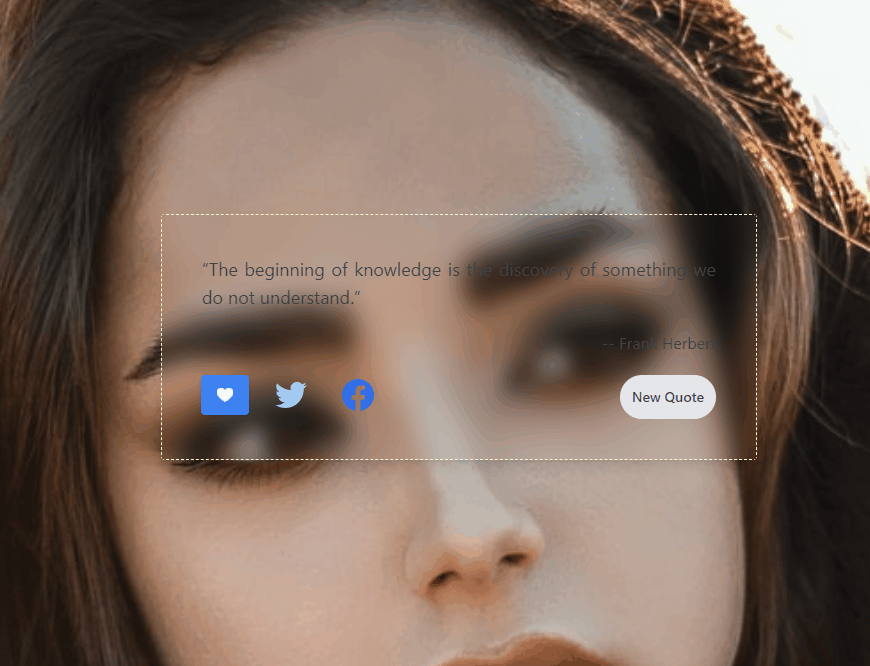 “The beginning of knowledge is the discovery of something we
do not understand.”
-- Frank Herbert
New Quote